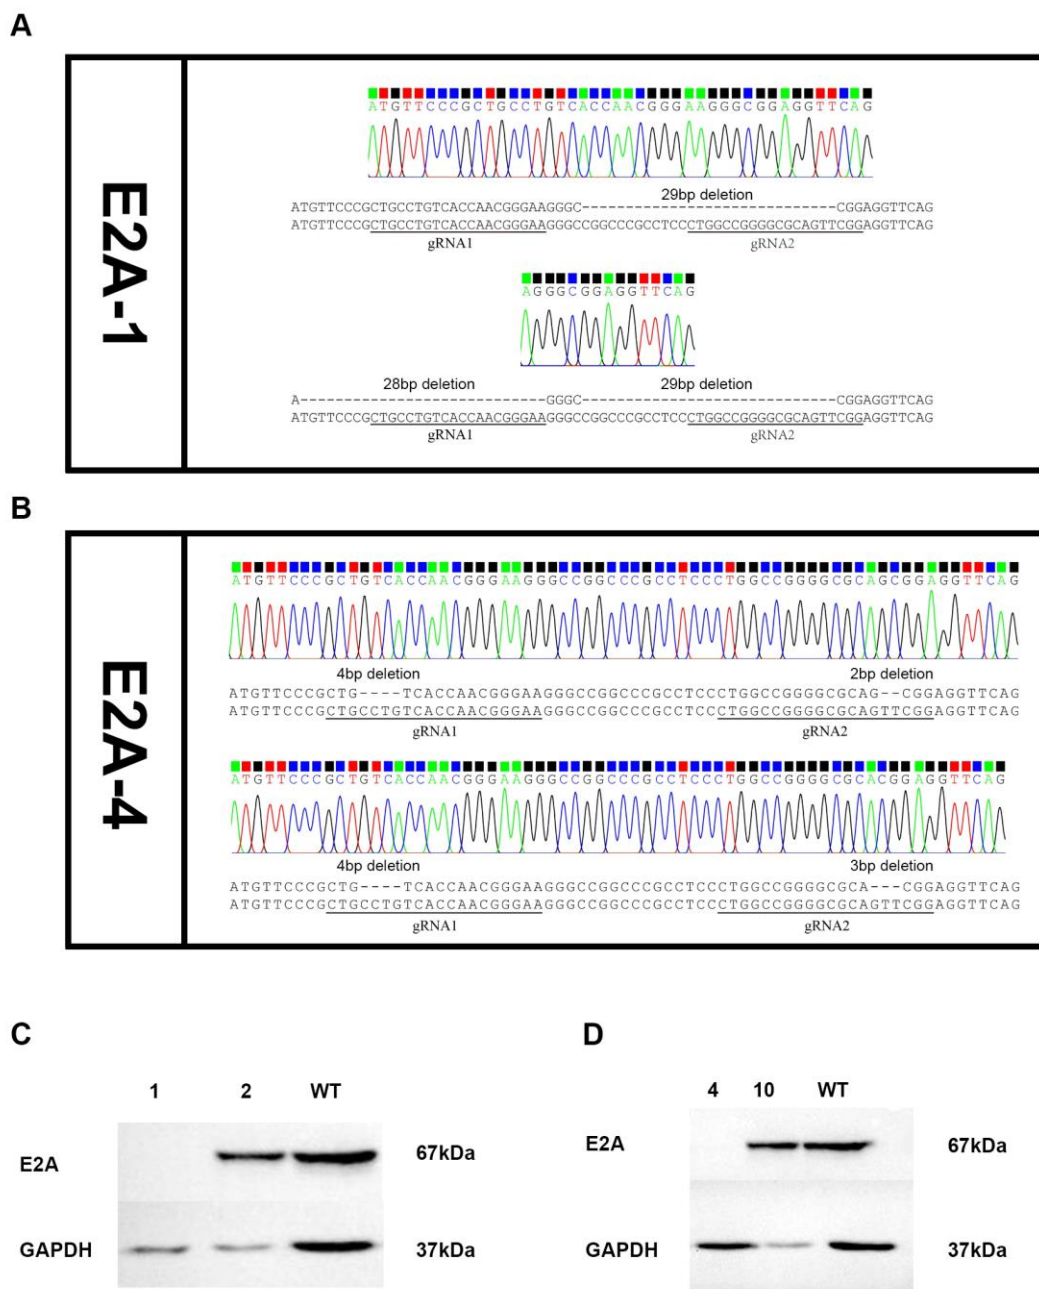 A
E2A-1
ATGTTCCCGCTGCCTGTCACCAACGGGAAGGGCGGAGGTTCAG
29bp deletion
ATGTTCCCGCTGCCTGTCACCAACGGGAAGGGC-----------------------------CGGAGGTTCAG
ATGTTCCCGCTGCCTGTCACCAACGGGAAGGGCCGGCCCGCCTCCCTGGCCGGGGCGCAGTTCGGAGGTTCAG
gRNA1 gRNA2
AGGGCGGAGGTTCAG
28bp deletion 29bp deletion
A----------------------------GGGC-----------------------------CGGAGGTTCAG
ATGTTCCCGCTGCCTGTCACCAACGGGAAGGGCCGGCCCGCCTCCCTGGCCGGGGCGCAGTTCGGAGGTTCAG
gRNA1 gRNA2
B
E2A-4
ATGTTCCCGCTGTCACCAACGGGAAGGGCCGGCCCGCCTCCCTGGCCGGGGCGCAGCGGAGGTTCAG
4bp deletion 2bp deletion
ATGTTCCCGCTG----TCACCAACGGGAAGGGCCGGCCCGCCTCCCTGGCCGGGGCGCAG--CGGAGGTTCAG
ATGTTCCCGCTGCCTGTCACCAACGGGAAGGGCCGGCCCGCCTCCCTGGCCGGGGCGCAGTTCGGAGGTTCAG
gRNA1 gRNA2
ATGTTCCCGCTGTCACCAACGGGAAGGGCCGGCCCGCCTCCCTGGCCGGGGCGCACGGAGGTTCAG
4bp deletion 3bp deletion
ATGTTCCCGCTG----TCACCAACGGGAAGGGCCGGCCCGCCTCCCTGGCCGGGGCGCA---CGGAGGTTCAG
ATGTTCCCGCTGCCTGTCACCAACGGGAAGGGCCGGCCCGCCTCCCTGGCCGGGGCGCAGTTCGGAGGTTCAG
gRNA1 gRNA2
C
1 2 WT
E2A 67kDa
GAPDH 37kDa
D
4 10 WT
E2A 67kDa
GAPDH 37kDa